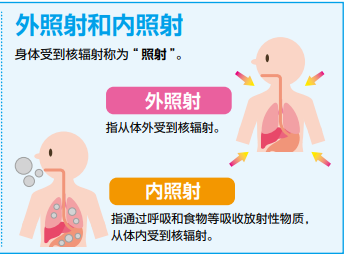 外照射和内照射
身体受到核辐射称为“照射”。
外照射
指从体外受到核辐射。
内照射
指通过呼吸和食物等吸收放射性物质，
从体内受到核辐射。